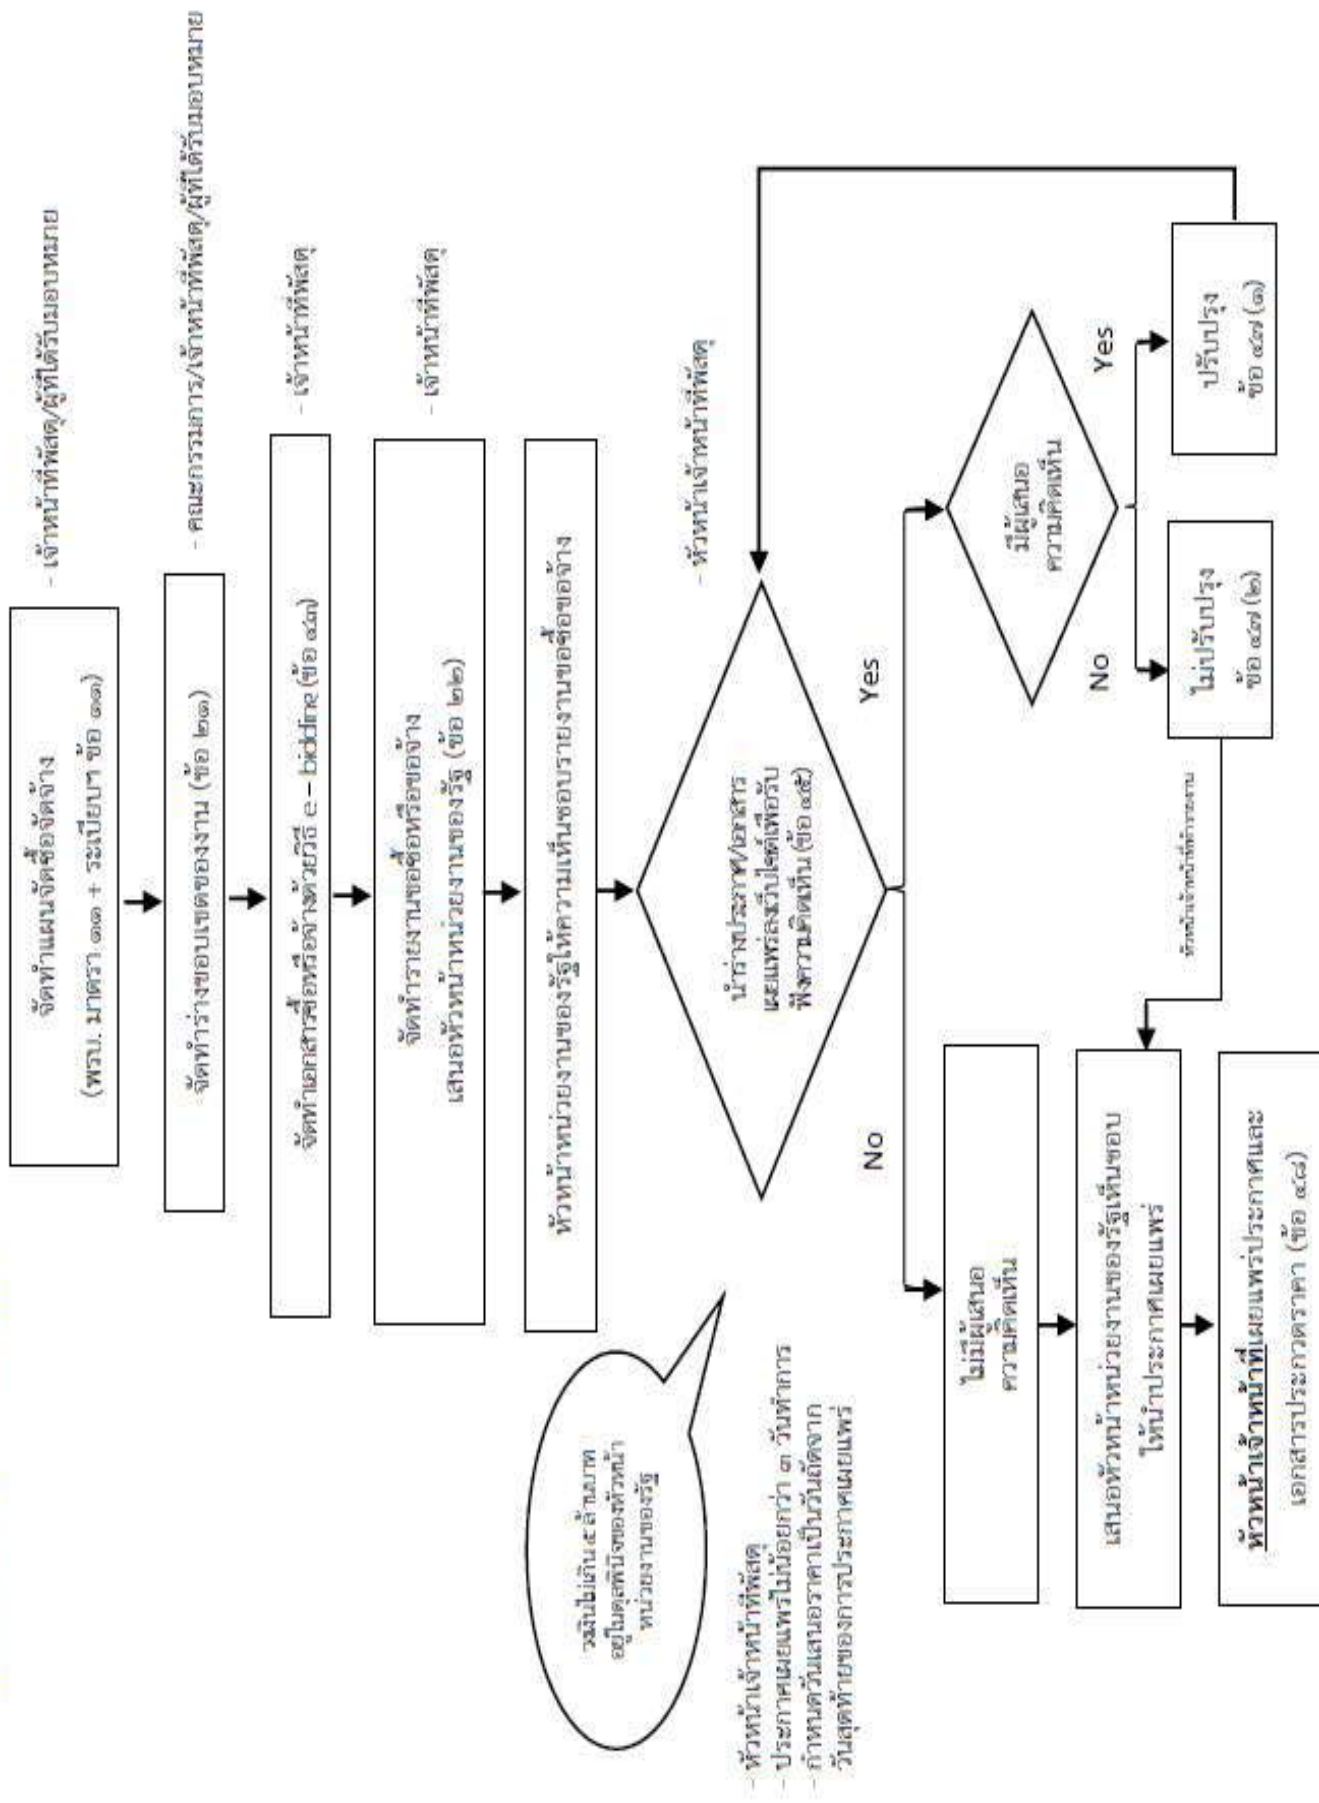 จัดทำแผนจัดซื้อจัดจ้าง
(พรบ. มาตรา ๑๑ + ระเบียบฯ ข้อ ๑๑)
- เจ้าหน้าที่พัสดุ/ผู้ที่ได้รับมอบหมาย
จัดทำร่างขอบเขตของงาน (ข้อ ๒๑)
- คณะกรรมการ/เจ้าหน้าที่พัสดุ/ผู้ที่ได้รับมอบหมาย
จัดทำเอกสารซื้อหรือจ้างด้วยวิธี e – bidding (ข้อ ๔๓)
- เจ้าหน้าที่พัสดุ
จัดทำรายงานขอซื้อหรือขอจ้าง
เสนอหัวหน้าหน่วยงานของรัฐ (ข้อ ๒๒)
- เจ้าหน้าที่พัสดุ
หัวหน้าหน่วยงานของรัฐให้ความเห็นชอบรายงานขอซื้อขอจ้าง
วงเงินไม่เกิน ๕ ล้านบาท
อยู่ในดุลพินิจของหัวหน้า
หน่วยงานของรัฐ
- หัวหน้าเจ้าหน้าที่พัสดุ
นำร่างประกาศ/เอกสาร
เผยแพร่ลงเว็บไซต์เพื่อรับ
ฟังความคิดเห็น (ข้อ ๔๕)
- หัวหน้าเจ้าหน้าที่พัสดุ
- ประกาศเผยแพร่ไม่น้อยกว่า ๓ วันทำการ
- กำหนดวันเสนอราคาเป็นวันถัดจาก
วันสุดท้ายของการประกาศเผยแพร่
No
Yes
ไม่มีผู้เสนอ
ความคิดเห็น
มีผู้เสนอ
ความคิดเห็น
No
Yes
เสนอหัวหน้าหน่วยงานของรัฐเห็นชอบ
ให้นำประกาศเผยแพร่
หัวหน้าเจ้าหน้าที่ทำรายงาน
ไม่ปรับปรุง
ข้อ ๔๗ (๒)
ปรับปรุง
ข้อ ๔๗ (๑)
หัวหน้าเจ้าหน้าที่เผยแพร่ประกาศและ
เอกสารประกวดราคา (ข้อ ๔๘)